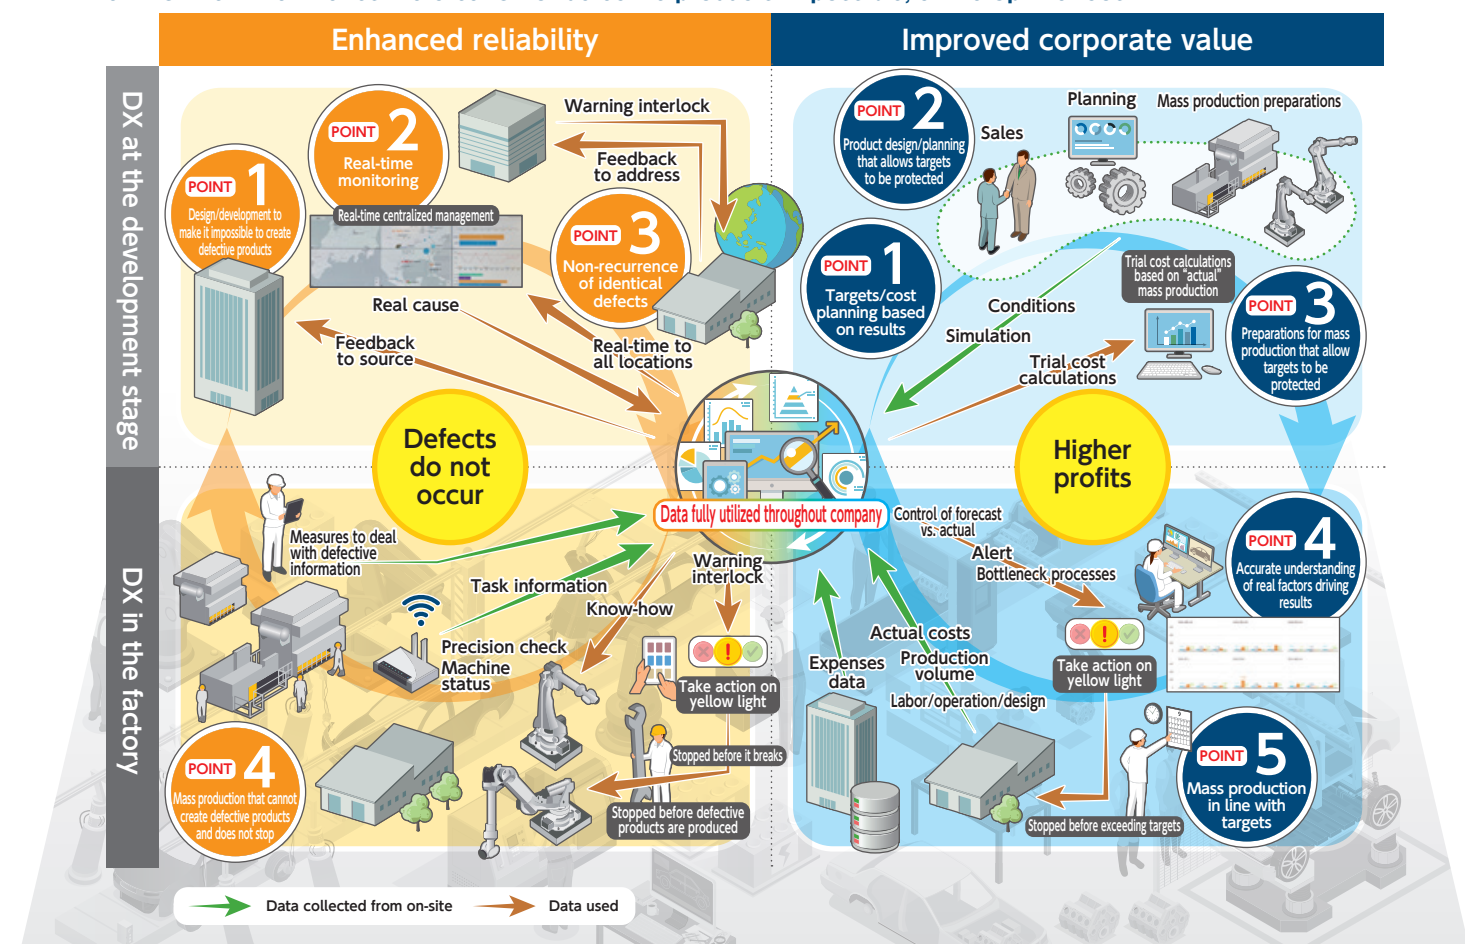 Enhanced reliability
Improved corporate value
DX at the development stage
DX in the factory
POINT 1
Design/development to
make it impossible to create
defective products
POINT 2
Real-time
monitoring
Real-time centralized management
POINT 3
Non-recurrence
of identical
defects
Warning interlock
Feedback
to address
Real cause
Feedback
to source
Real-time to
all locations
Defects
do not
occur
POINT 2
Product design/planning
that allows targets
to be protected
Sales
Planning
Mass production preparations
POINT 1
Targets/cost
planning based
on results
Conditions
Simulation
Trial cost
calculations
Trial cost calculations
based on "actual"
mass production
POINT 3
Preparations for mass
production that allow
targets to be
protected
Higher
profits
Data fully utilized throughout company
Measures to deal
with defective
information
Task information
Know-how
Warning
interlock
Precision check
Machine
status
Take action on
yellow light
Stopped before it breaks
Stopped before defective
products are produced
POINT 4
Mass production that cannot
create defective products
and does not stop
Control of forecast
vs. actual
Alert
Bottleneck processes
POINT 4
Accurate understanding
of real factors driving
results
Actual costs
Production
volume
Expenses
data
Labor/operation/design
Take action on
yellow light
Stopped before exceeding targets
POINT 5
Mass production
in line with
targets
Data collected from on-site
Data used